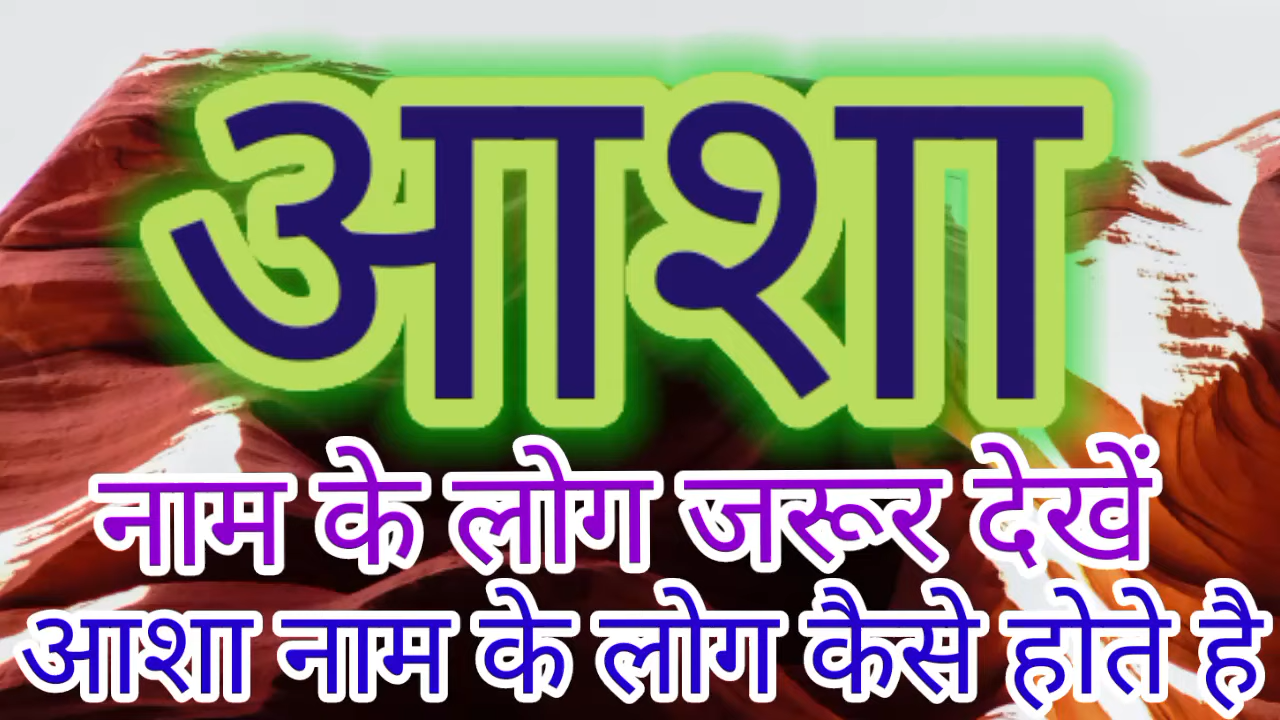 आशा
नाम के लोग जरूर देखें
आशा नाम के लोग कैसे होते है